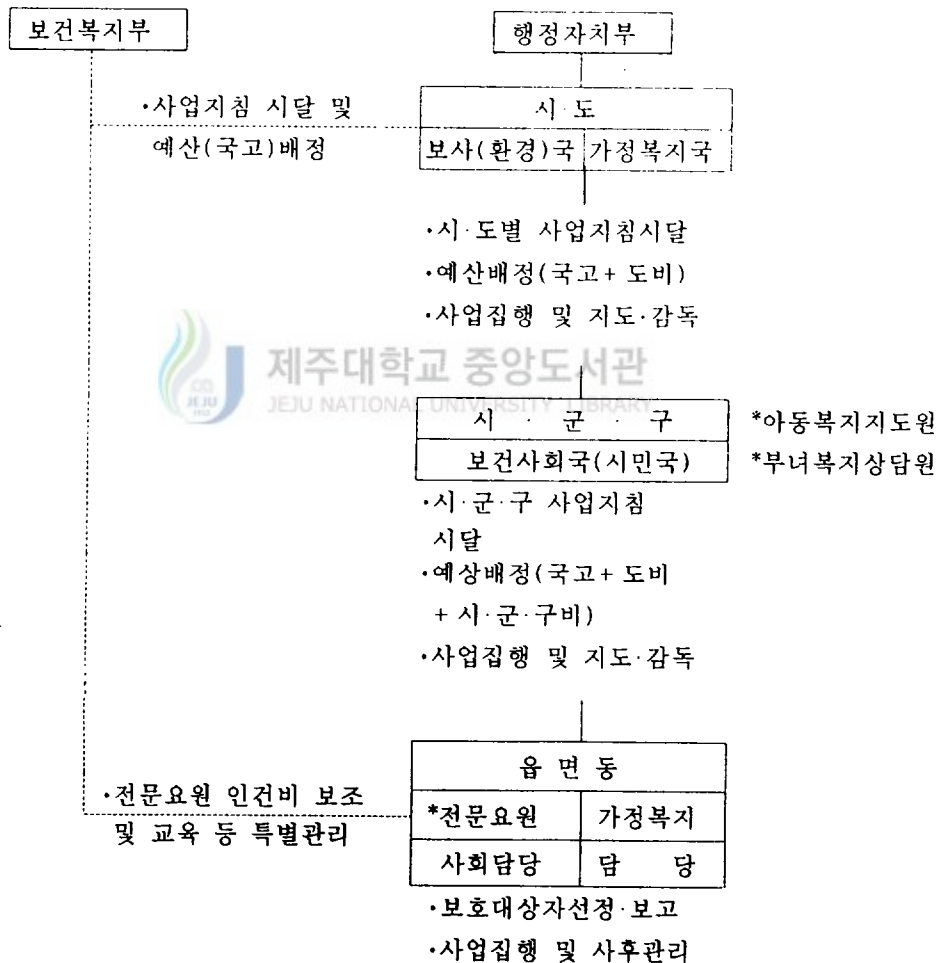 보건복지부
행정자치부
·사업지침 시달 및
예산(국고)배정
시·도
보사(환경)국 가정복지국
·시·도별 사업지침시달
·예산배정(국고+ 도비)
·사업집행 및 지도·감독
제주대학교 중앙도서관
JEJU NATIONAL UNIVERSITY LIBRARY
JEJU
1952
시 · 군 · 구
보건사회국(시민국)
*아동복지지도원
*부녀복지상담원
·시·군·구 사업지침
시달
·예상배정(국고+ 도비
+ 시·군·구비)
·사업집행 및 지도·감독
·전문요원 인건비 보조
및 교육 등 특별관리
읍 면 동
*전문요원 가정복지
사회담당 담 당
·보호대상자선정·보고
·사업집행 및 사후관리